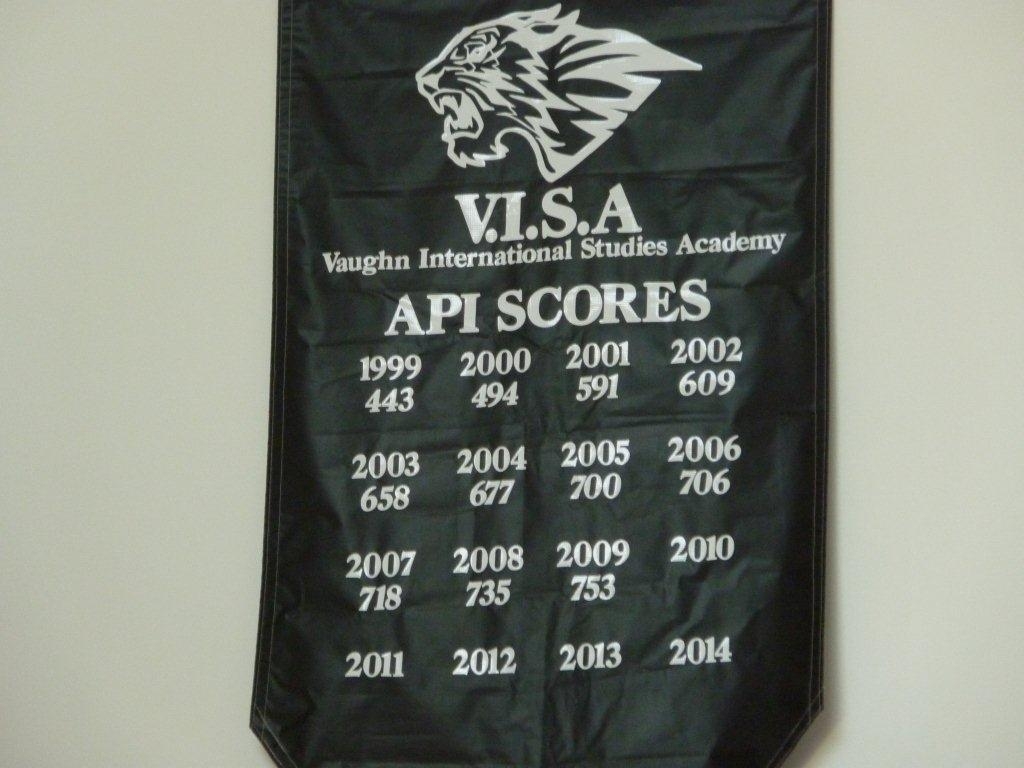 V.I.S.A
Vaughn International Studies Academy
API SCORES
1999 2000 2001 2002
443 494 591 609
2003 2004 2005 2006
658 677 700 706
2007 2008 2009 2010
718 735 753
2011 2012 2013 2014